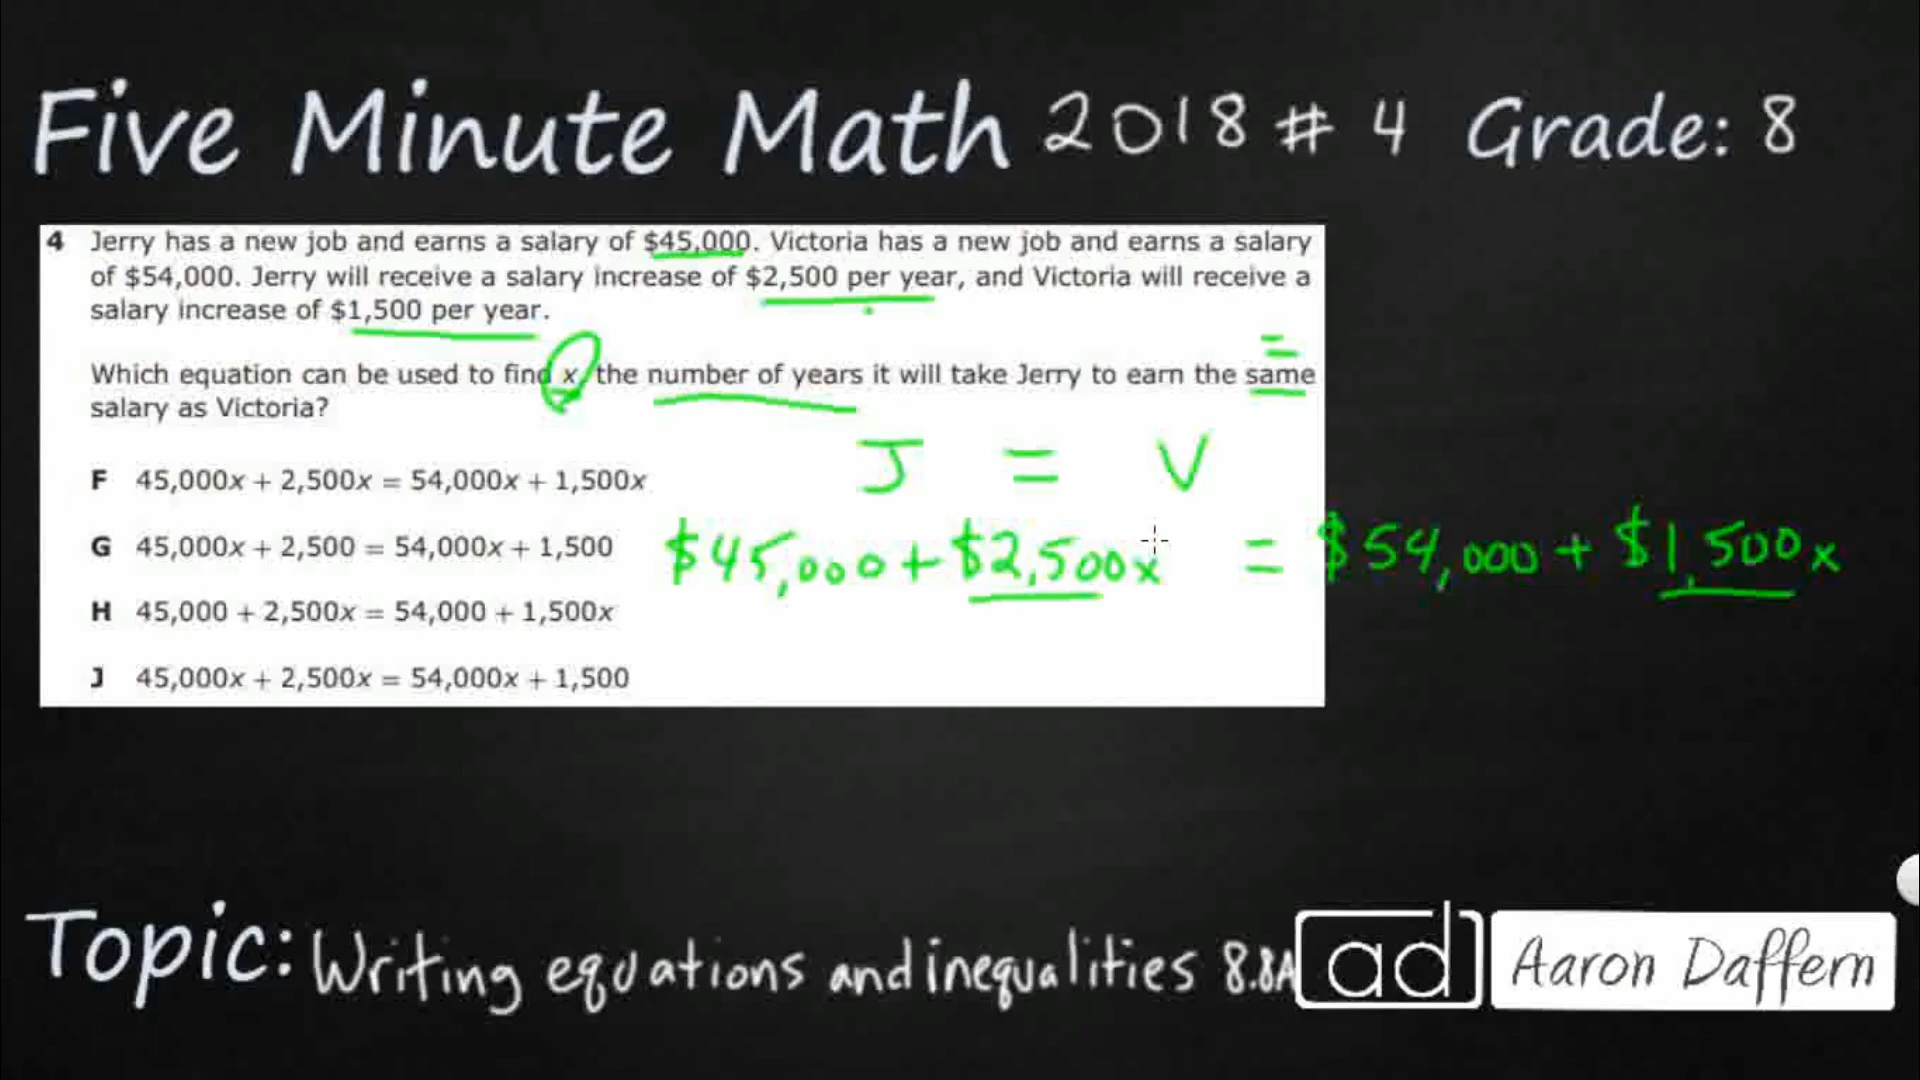 Five Minute Math 2018 # 4 Grade: 8
4 Jerry has a new job and earns a salary of $45,000. Victoria has a new job and earns a salary
of $54,000. Jerry will receive a salary increase of $2,500 per year, and Victoria will receive a
salary increase of $1,500 per year.
=
Which equation can be used to find x, the number of years it will take Jerry to earn the same
salary as Victoria?
J = V
F 45,000x + 2,500x = 54,000x + 1,500x
G 45,000x + 2,500 = 54,000x + 1,500
$45,000 + $2,500x = $54,000 + $1,500x
H 45,000 + 2,500x = 54,000 + 1,500x
J 45,000x + 2,500x = 54,000x + 1,500
Topic: Writing equations and inequalities 8.8A
ad Aaron Daffern